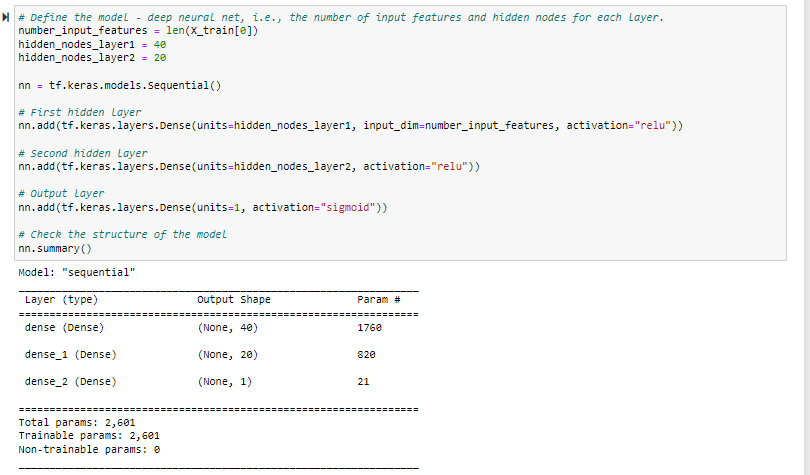 # Define the model - deep neural net, i.e., the number of input features and hidden nodes for each layer.
number_input_features = len(X_train[0])
hidden_nodes_layer1 = 40
hidden_nodes_layer2 = 20
nn = tf.keras.models.Sequential()
# First hidden layer
nn.add(tf.keras.layers.Dense(units=hidden_nodes_layer1, input_dim=number_input_features, activation="relu"))
# Second hidden layer
nn.add(tf.keras.layers.Dense(units=hidden_nodes_layer2, activation="relu"))
# Output layer
nn.add(tf.keras.layers.Dense(units=1, activation="sigmoid"))
# Check the structure of the model
nn.summary()
Model: "sequential"
_________________________________________________________________
Layer (type) Output Shape Param #
=================================================================
dense (Dense) (None, 40) 1760
dense_1 (Dense) (None, 20) 820
dense_2 (Dense) (None, 1) 21
=================================================================
Total params: 2,601
Trainable params: 2,601
Non-trainable params: 0
_________________________________________________________________